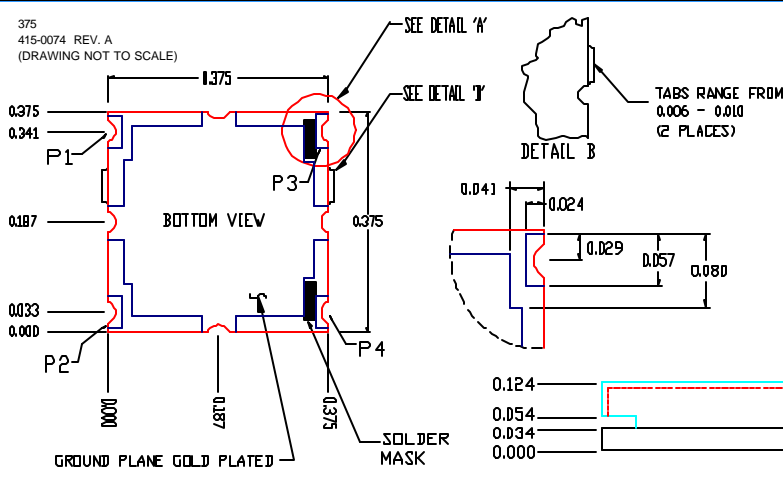 375
415-0074 REV. A
(DRAWING NOT TO SCALE)
SEE DETAIL 'A'
0.375
SEE DETAIL 'B'
TABS RANGE FROM
0.006 - 0.010
(2 PLACES)
DETAIL B
0.375
0.341
P1
P3
0.187
BOTTOM VIEW
0.375
0.041
0.024
0.029
0.057
0.080
0.033
0.000
P2
P4
0.000
0.187
0.375
GROUND PLANE GOLD PLATED
SOLDER
MASK
0.124
0.054
0.034
0.000